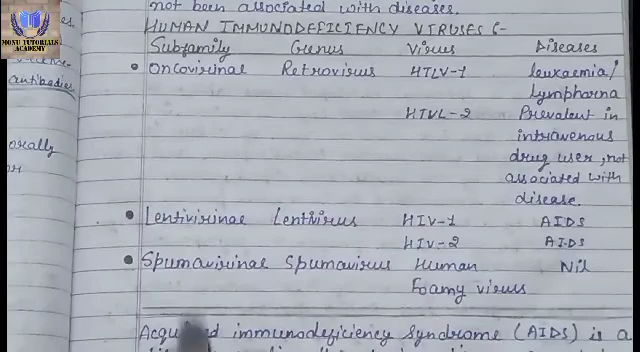 not been associated with diseases.
HUMAN IMMUNODEFICIENCY VIRUSES :-
Subfamily Genus Virus Diseases
Oncovirinae Retrovirus HTLV-1 leukaemia/
Lymphoma
HTVL-2 Prevalent in
intravenous
drug user, not
associated with
disease.
Lentivirinae Lentivirus HIV-1 AIDS
HIV-2 AIDS
Spumavirinae Spumavirus Human Nil
Foamy virus
immunodeficiency Syndrome (AIDS) is a
antibodies
orally
or
MONU TUTORIALS
ACADEMY